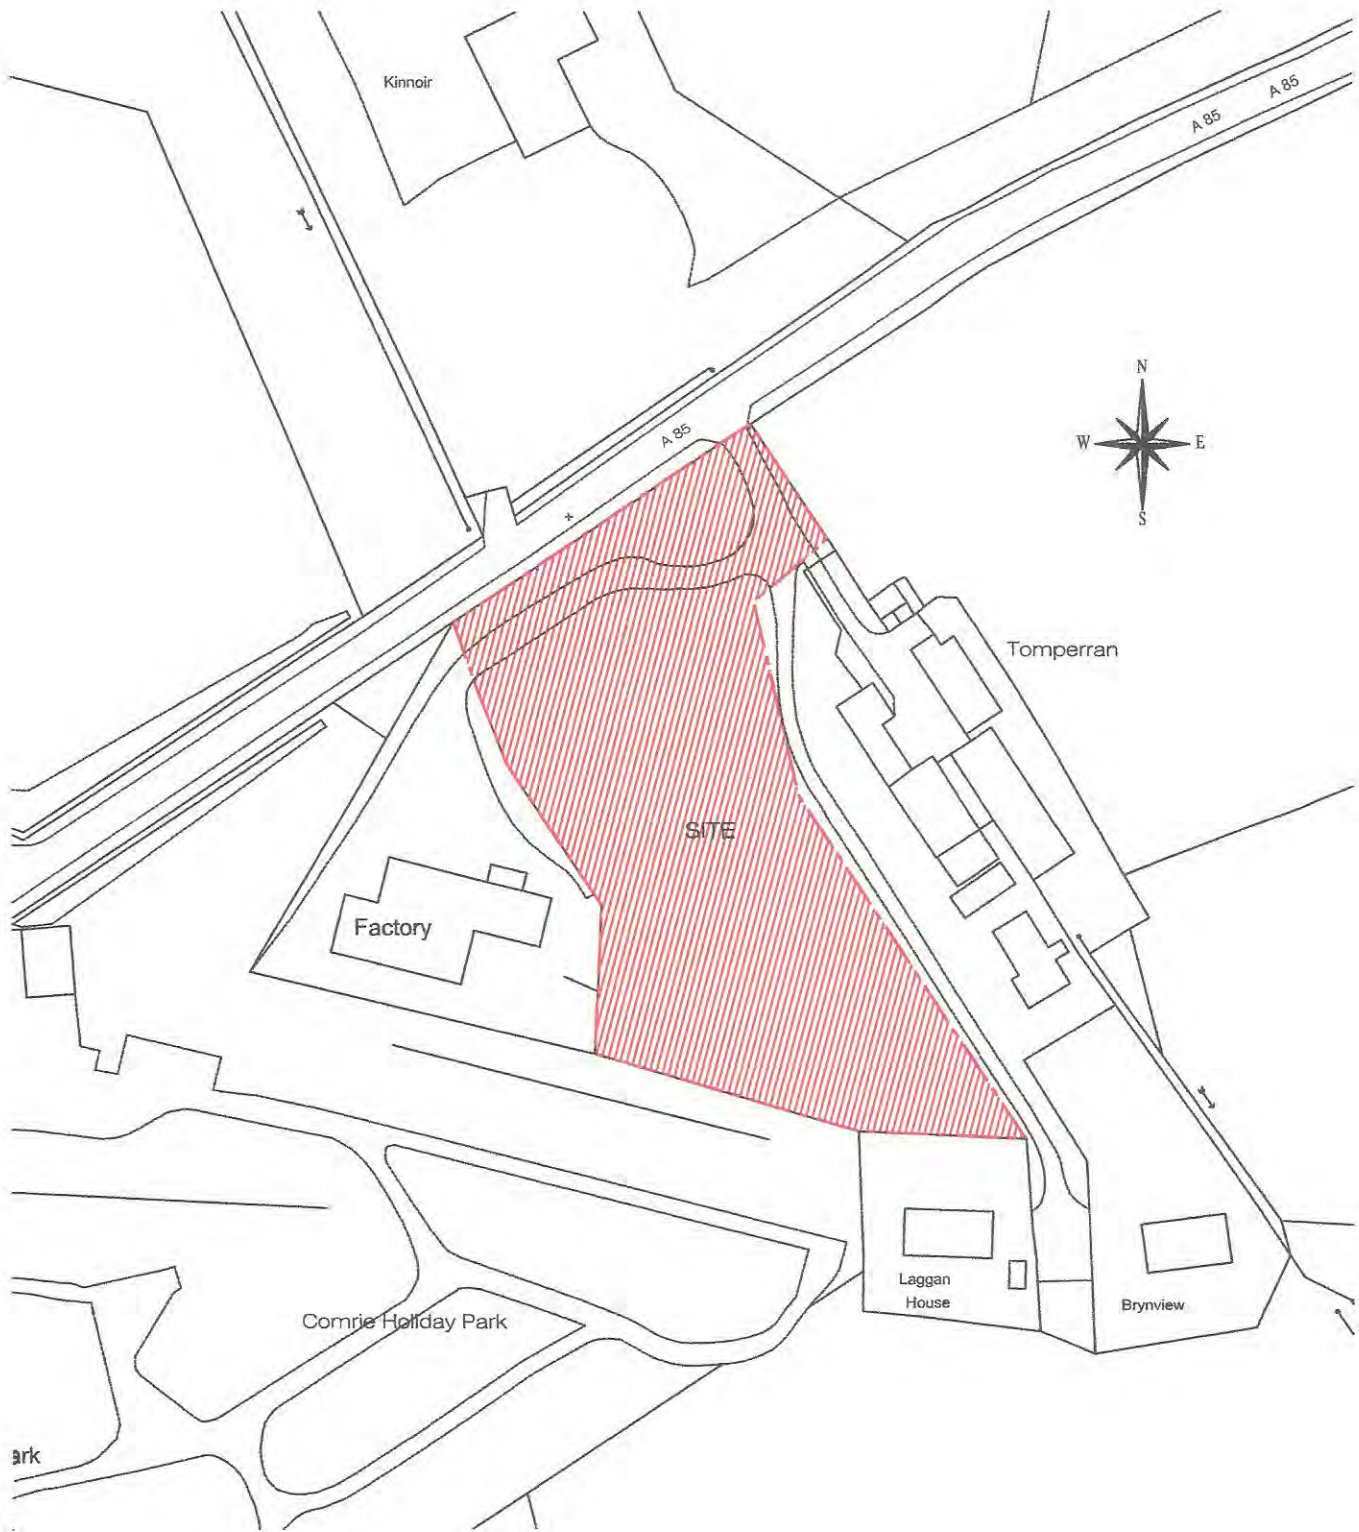 Kinnoir
A 85
A 85
N
A 85
W
E
S
Tomperran
SITE
Factory
Laggan
House
Brynview
Comrie Holiday Park
ark